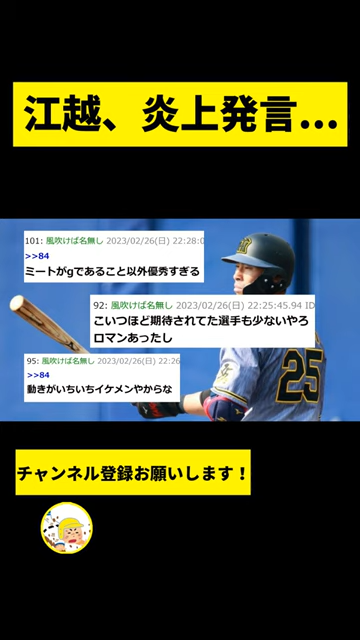 江越、炎上発言...
101: 風吹けば名無し 2023/02/26(日) 22:28:0
>>84
ミートがgであること以外優秀すぎる
92: 風吹けば名無し 2023/02/26(日) 22:25:45.94 ID
こいつほど期待されてた選手も少ないやろ
ロマンあったし
95: 風吹けば名無し 2023/02/26(日) 22:26
>>84
動きがいちいちイケメンやからな
25
チャンネル登録お願いします！